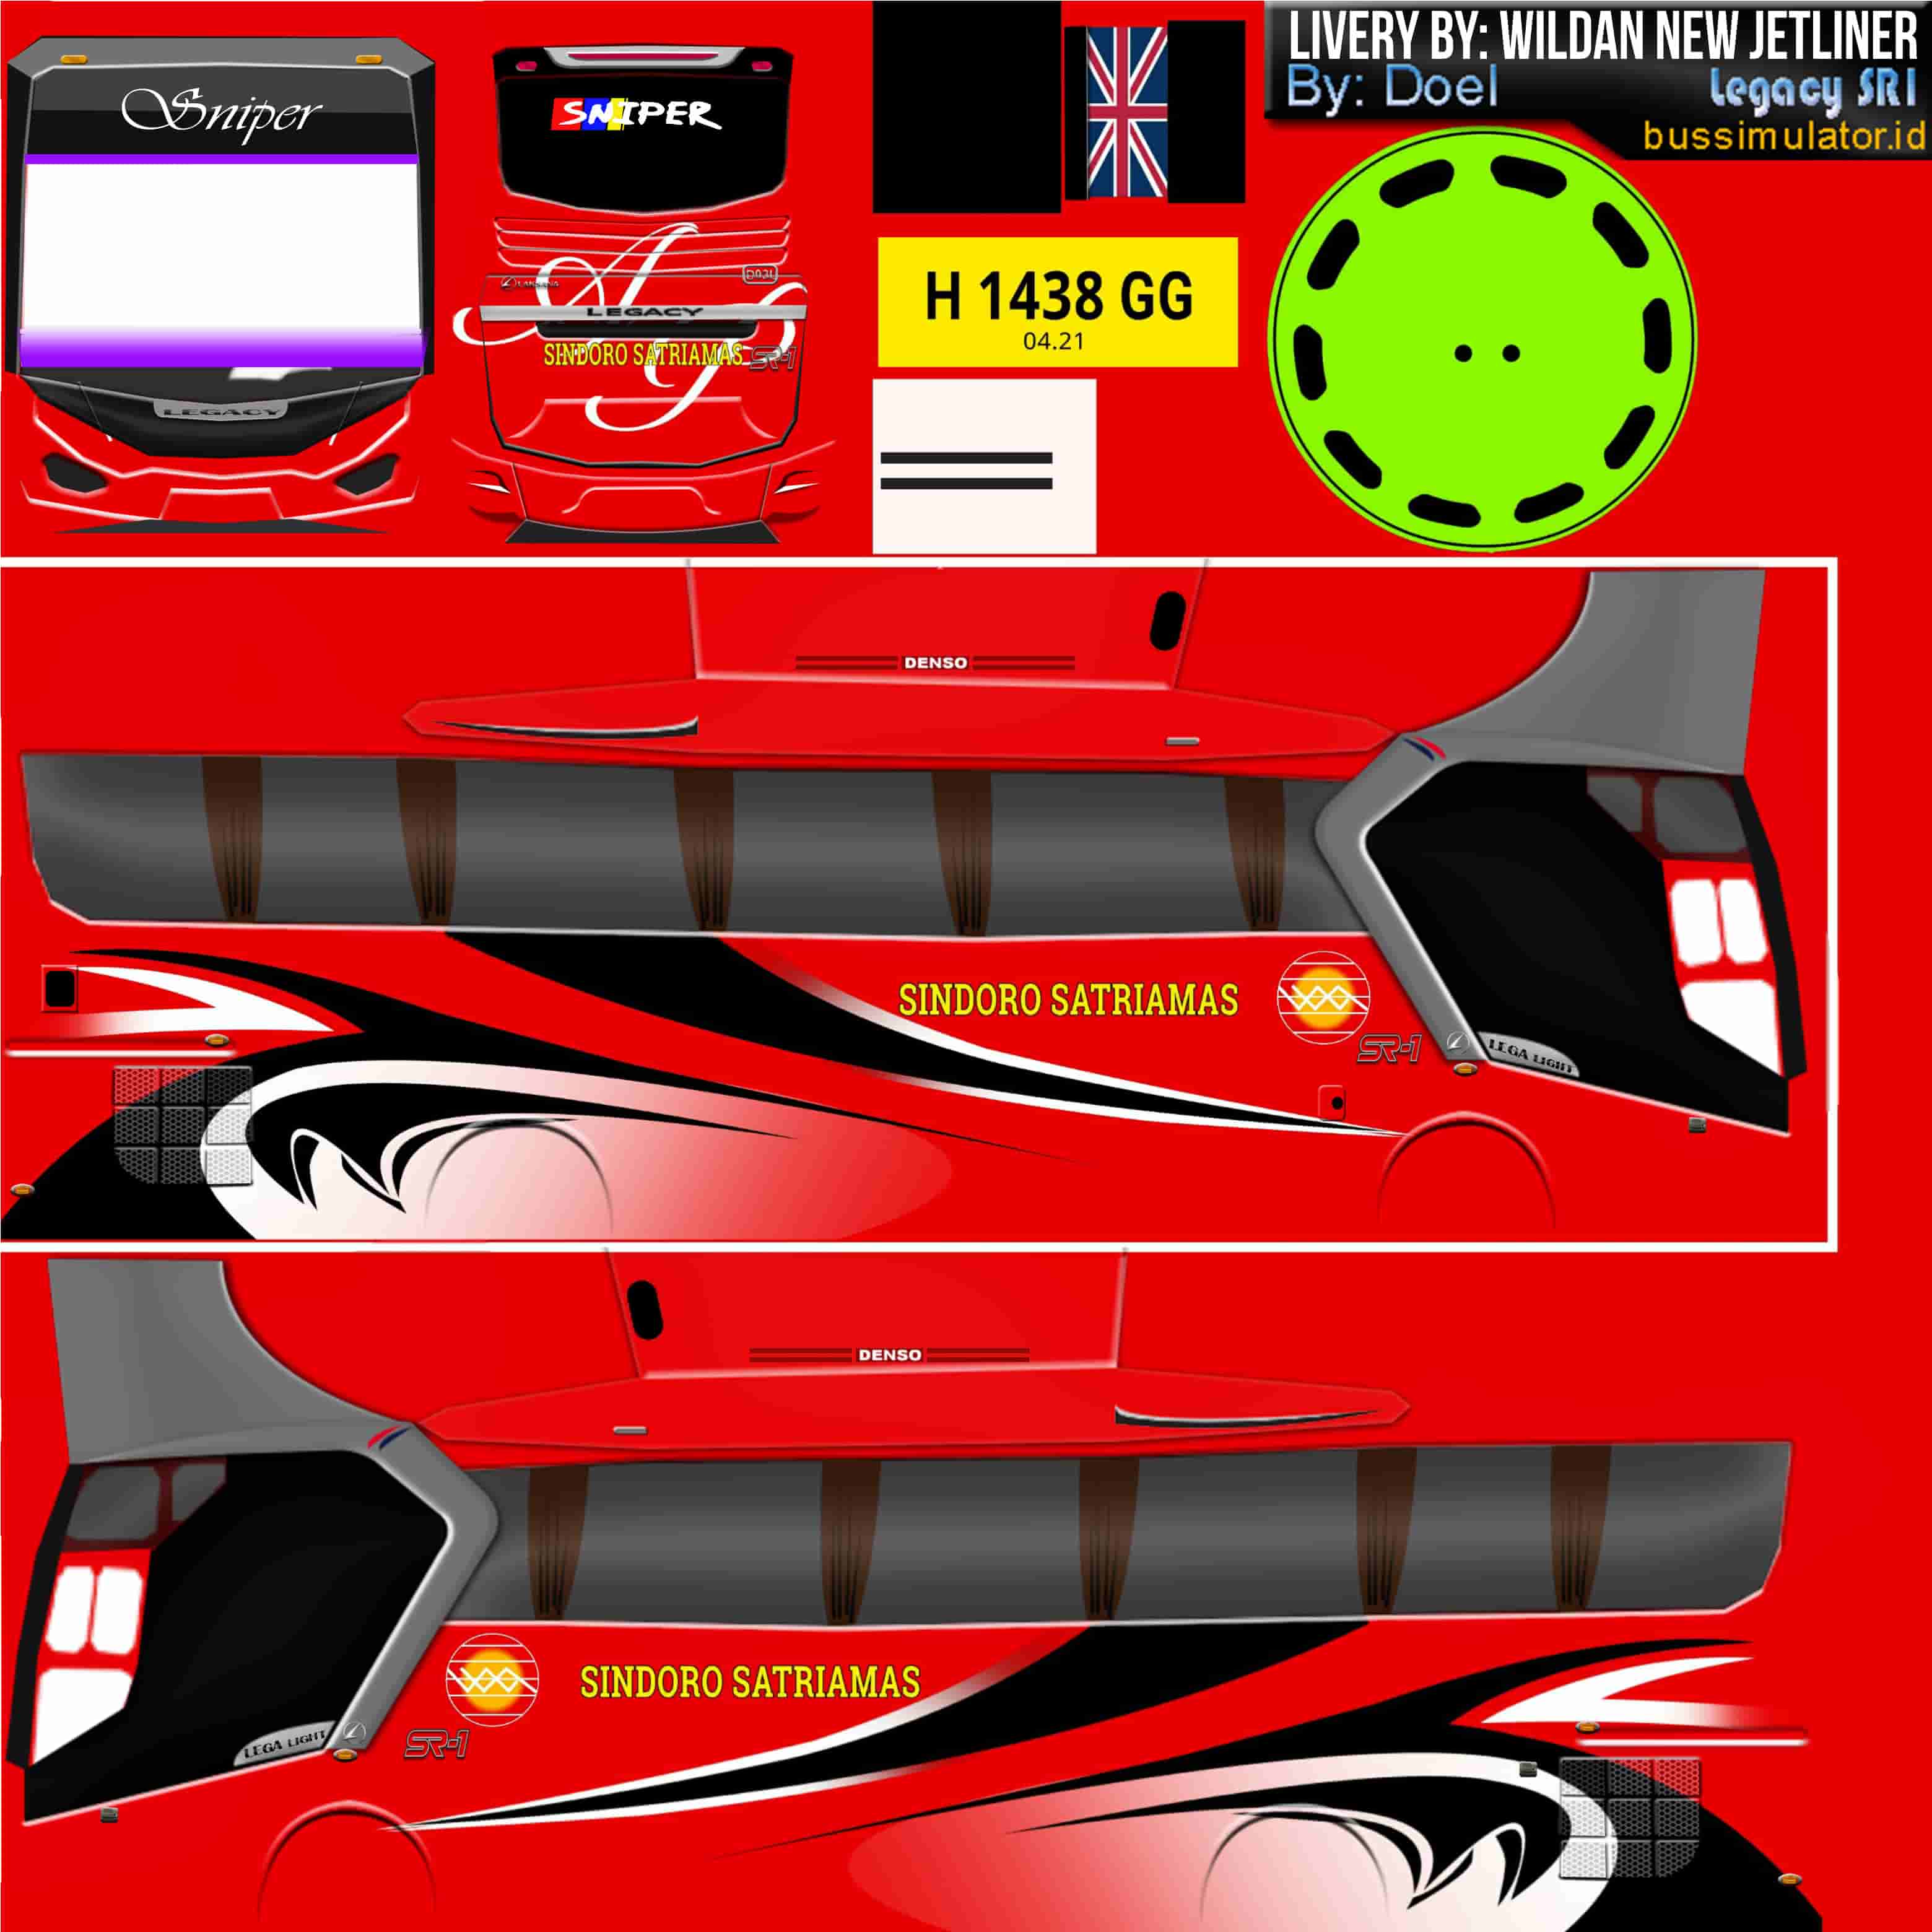 LIVERY BY: WILDAN NEW JETLINER
By: Doel
Legacy SR1
bussimulator.id
Sniper
SNIPER
LEGACY
SINDORO SATRIAMAS
SR-1
LEGACY
H 1438 GG
04.21
DENSO
SINDORO SATRIAMAS
SR-1
LEGA LIGHT
DENSO
SINDORO SATRIAMAS
LEGA LIGHT
SR-1